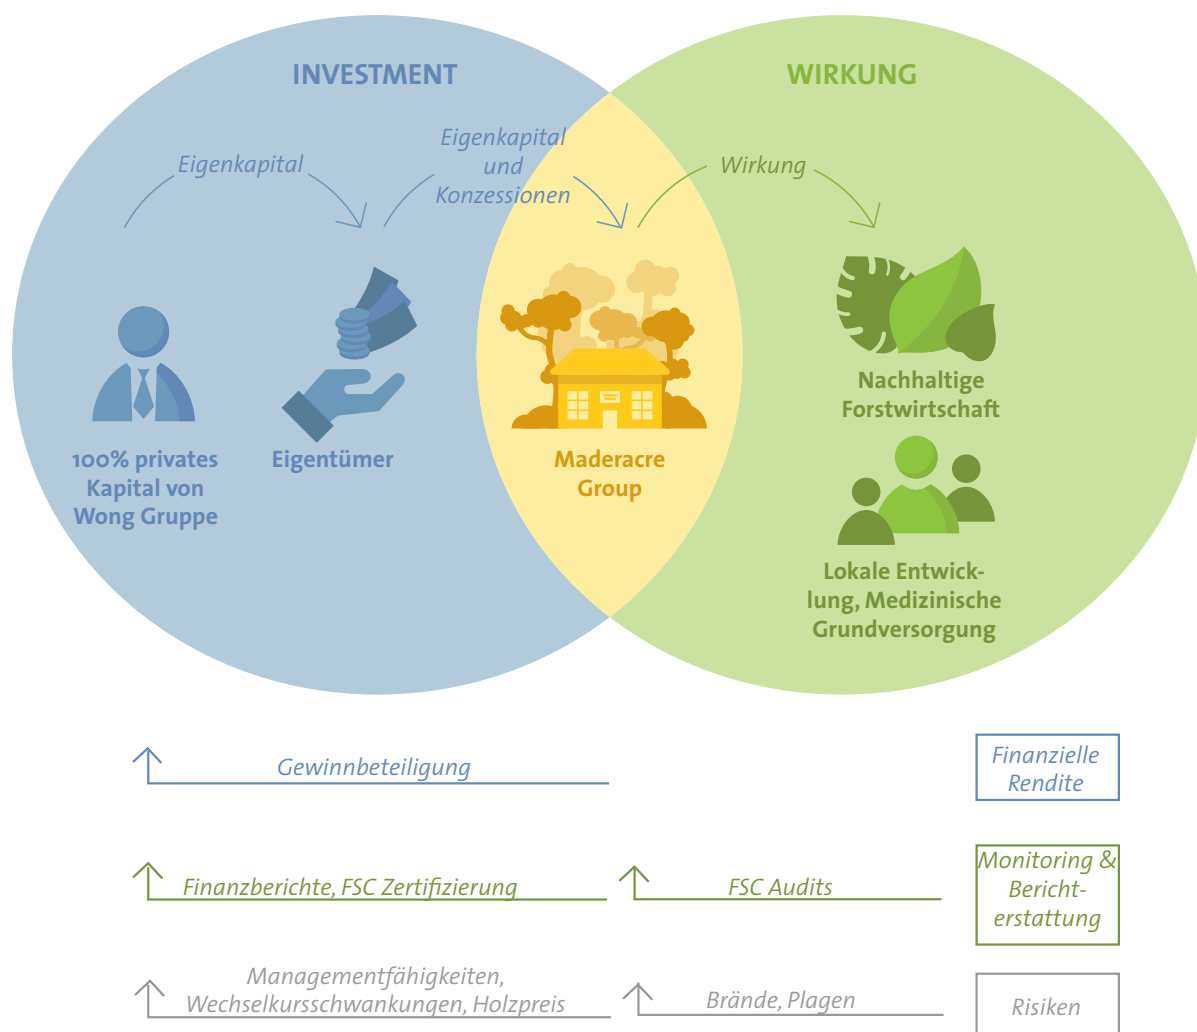 INVESTMENT
WIRKUNG
Eigenkapital
Eigenkapital
und
Konzessionen
Wirkung
100% privates
Kapital von
Wong Gruppe
Eigentümer
Maderacre
Group
Nachhaltige
Forstwirtschaft
Lokale Entwick-
lung, Medizinische
Grundversorgung
Gewinnbeteiligung
Finanzielle
Rendite
Finanzberichte, FSC Zertifizierung
FSC Audits
Monitoring &
Bericht-
erstattung
Managementfähigkeiten,
Wechselkursschwankungen, Holzpreis
Brände, Plagen
Risiken